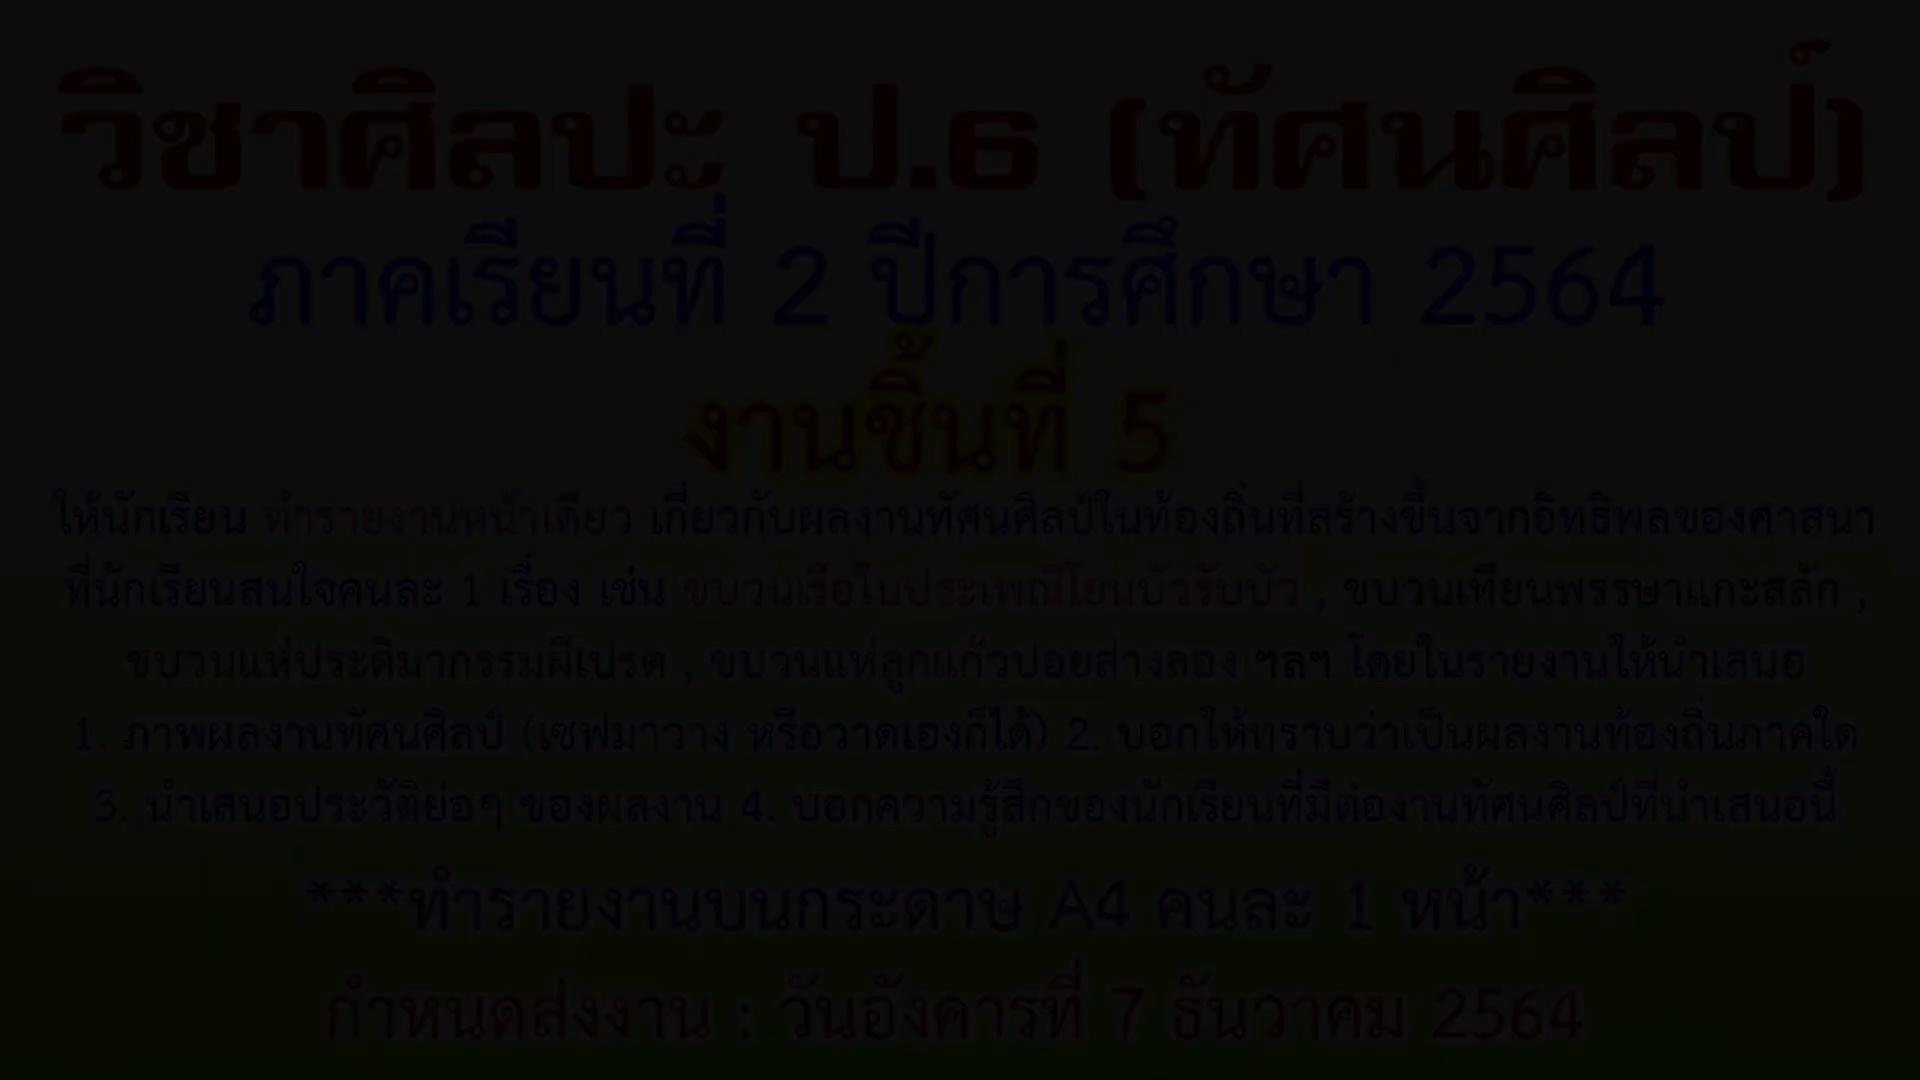 วิชาศิลปะ ป.๖ (ทัศนศิลป์)
ภาคเรียนที่ 2 ปีการศึกษา 2564
งานชิ้นที่ 5
ให้นักเรียน ทำรายงานหน้าเดียว เกี่ยวกับผลงานทัศนศิลป์ในท้องถิ่นที่สร้างขึ้นจากอิทธิพลของศาสนา
ที่นักเรียนสนใจคนละ 1 เรื่อง เช่น ขบวนเรือในประเพณีโยนบัวรับบัว , ขบวนเทียนพรรษาแกะสลัก ,
ขบวนแห่ประติมากรรมผีเปรต , ขบวนแห่ลูกแก้วปอยส่างลอง ฯลฯ โดยในรายงานให้นำเสนอ
1. ภาพผลงานทัศนศิลป์ (เซฟมาวาง หรือวาดเองก็ได้) 2. บอกให้ทราบว่าเป็นผลงานท้องถิ่นภาคใด
3. นำเสนอประวัติย่อๆ ของผลงาน 4. บอกความรู้สึกของนักเรียนที่มีต่องานทัศนศิลป์ที่นำเสนอนี้
***ทำรายงานบนกระดาษ A4 คนละ 1 หน้า***
กำหนดส่งงาน : วันอังคารที่ 7 ธันวาคม 2564